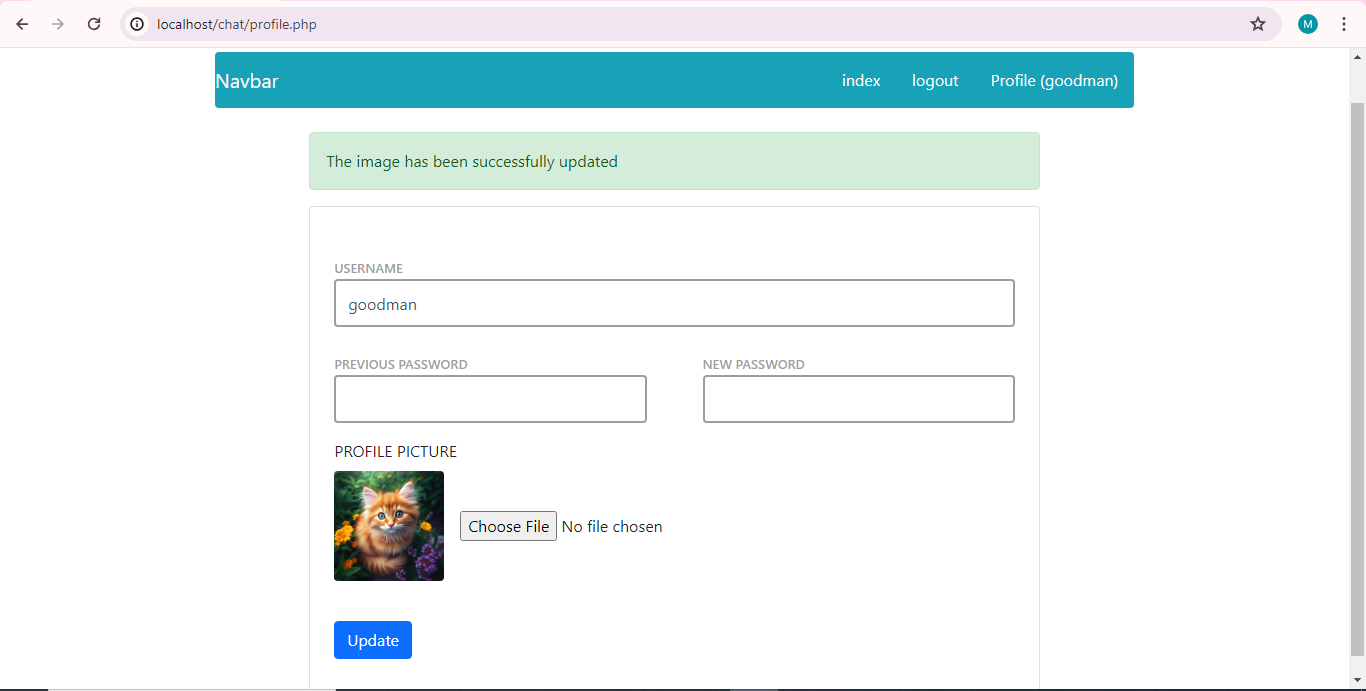 localhost/chat/profile.php
M
Navbar
index logout Profile (goodman)
The image has been successfully updated
USERNAME
goodman
PREVIOUS PASSWORD NEW PASSWORD
PROFILE PICTURE
Choose File No file chosen
Update